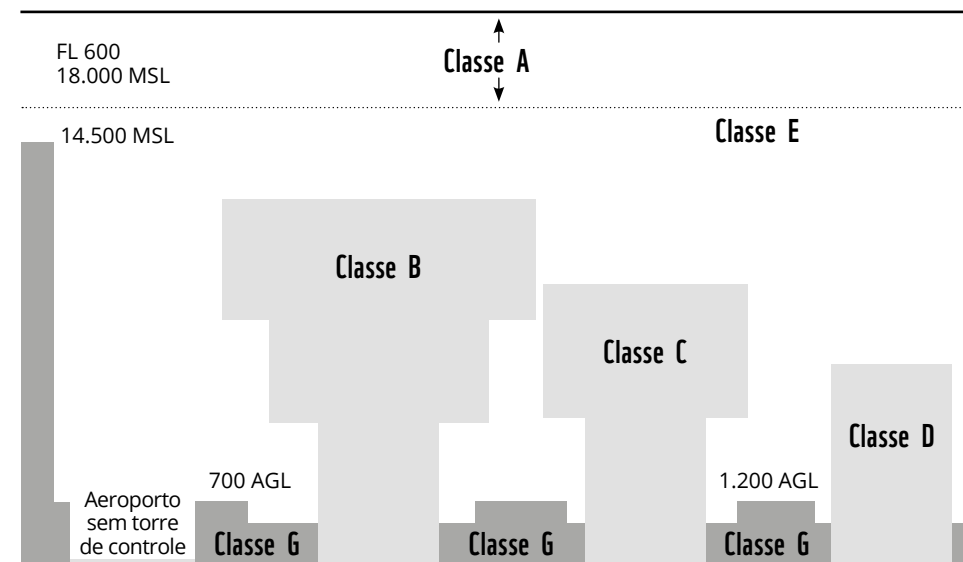 FL 600
18.000 MSL
Classe A
14.500 MSL
Classe E
Classe B
Classe C
Classe D
700 AGL
1.200 AGL
Aeroporto
sem torre
de controle
Classe G
Classe G
Classe G